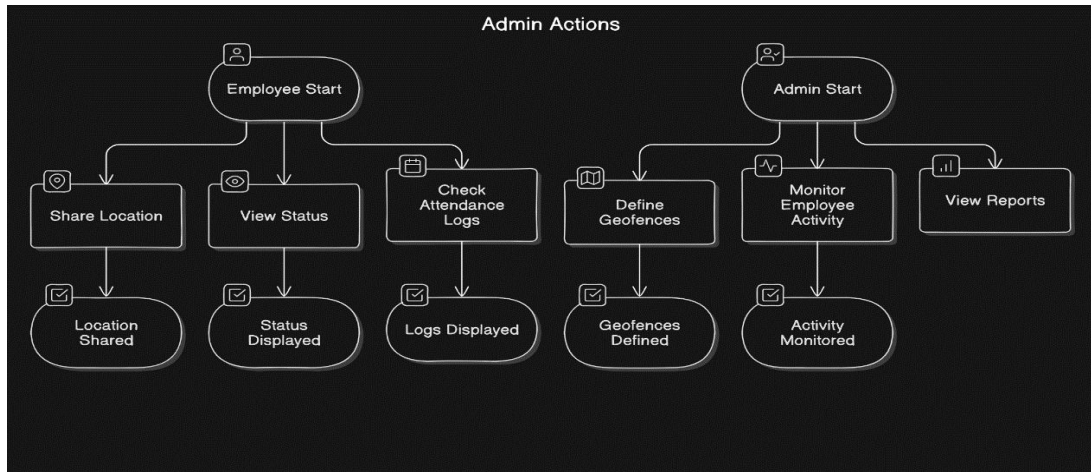 Admin Actions
Employee Start
Admin Start
Share Location
View Status
Check
Attendance
Logs
Define
Geofences
Monitor
Employee
Activity
View Reports
Location
Shared
Status
Displayed
Logs Displayed
Geofences
Defined
Activity
Monitored